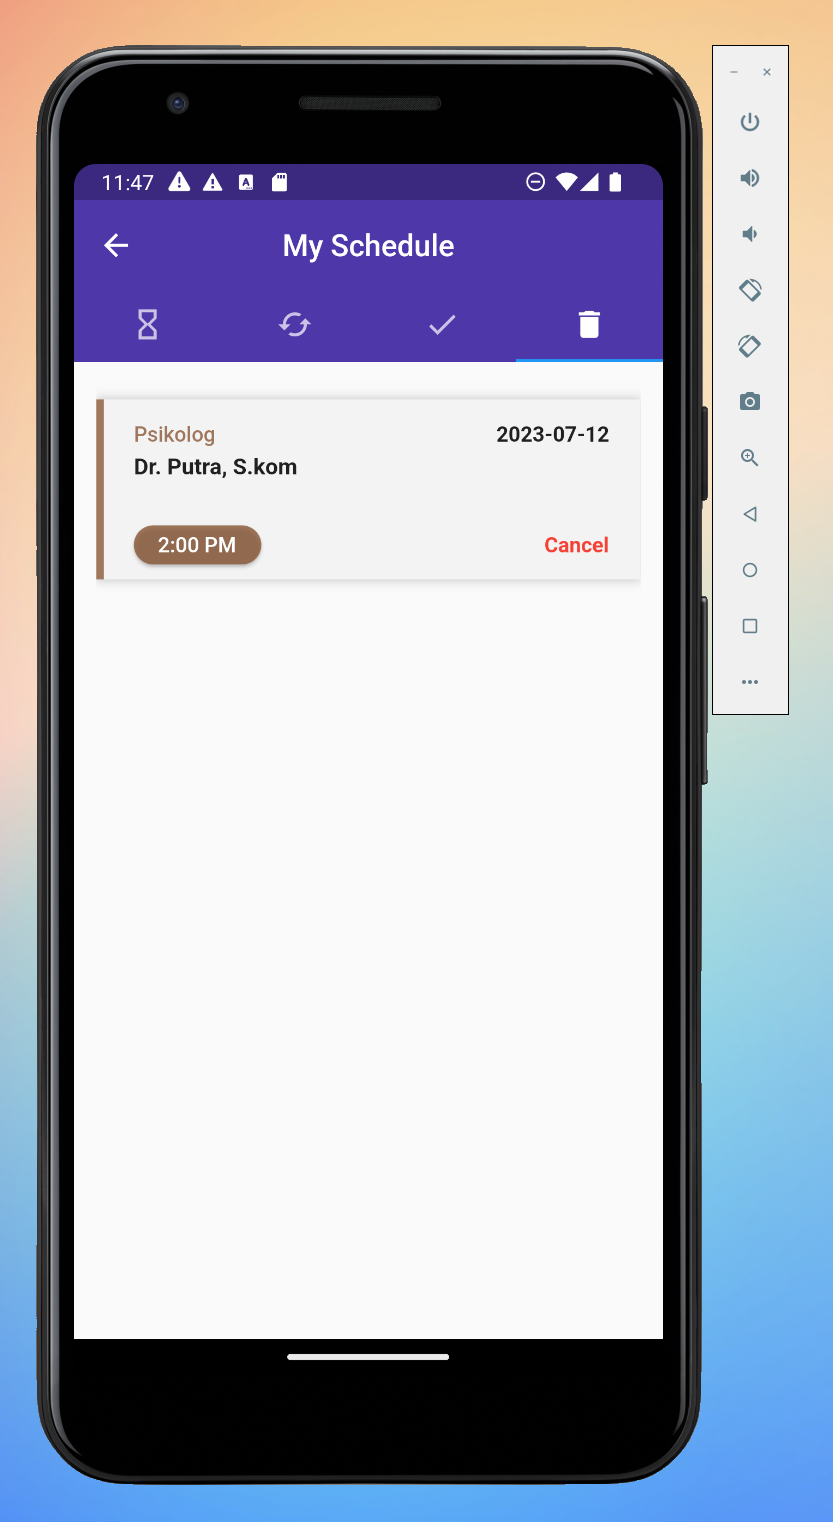 11:47
My Schedule
Psikolog
2023-07-12
Dr. Putra, S.kom
2:00 PM
Cancel